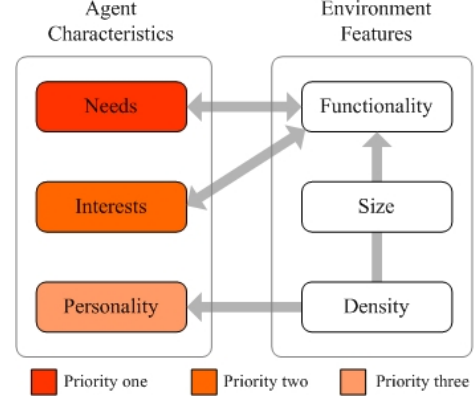 Agent
Characteristics
Environment
Features
Needs
Functionality
Interests
Size
Personality
Density
Priority one
Priority two
Priority three